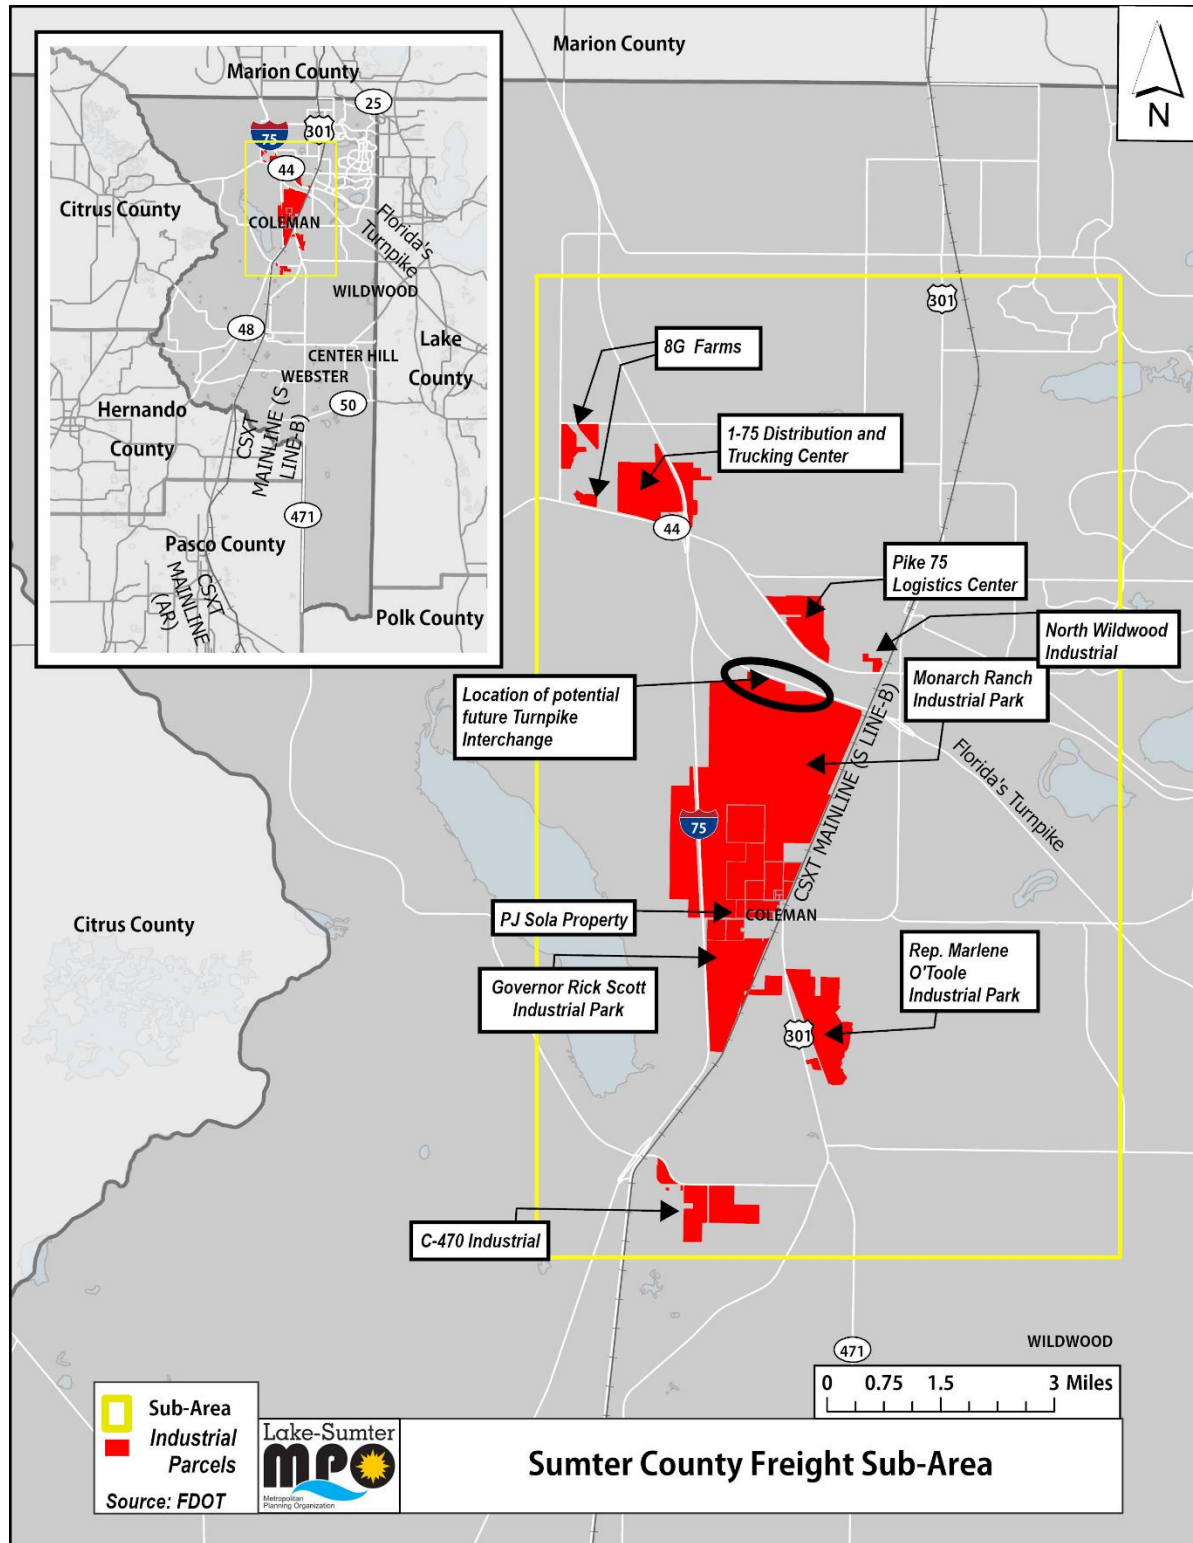 Marion County
Marion County
25
301
75
44
Citrus County
COLEMAN
Florida's
Turnpike
WILDWOOD
48
Lake
County
CENTER HILL
WEBSTER
50
Hernando
County
CSXT
MAINLINE (S
LINE-B)
471
Pasco County
CSXT
MAINLINE
(AR)
Polk County
N
301
8G Farms
1-75 Distribution and
Trucking Center
44
Pike 75
Logistics Center
North Wildwood
Industrial
Monarch Ranch
Industrial Park
Location of potential
future Turnpike
Interchange
Florida's Turnpike
CSXT MAINLINE (S LINE-B)
75
PJ Sola Property
COLEMAN
Citrus County
Governor Rick Scott
Industrial Park
Rep. Marlene
O'Toole
Industrial Park
301
C-470 Industrial
471
WILDWOOD
0 0.75 1.5 3 Miles
Sub-Area
Industrial
Parcels
Source: FDOT
Lake-Sumter
MPO
Metropolitan
Planning Organization
Sumter County Freight Sub-Area